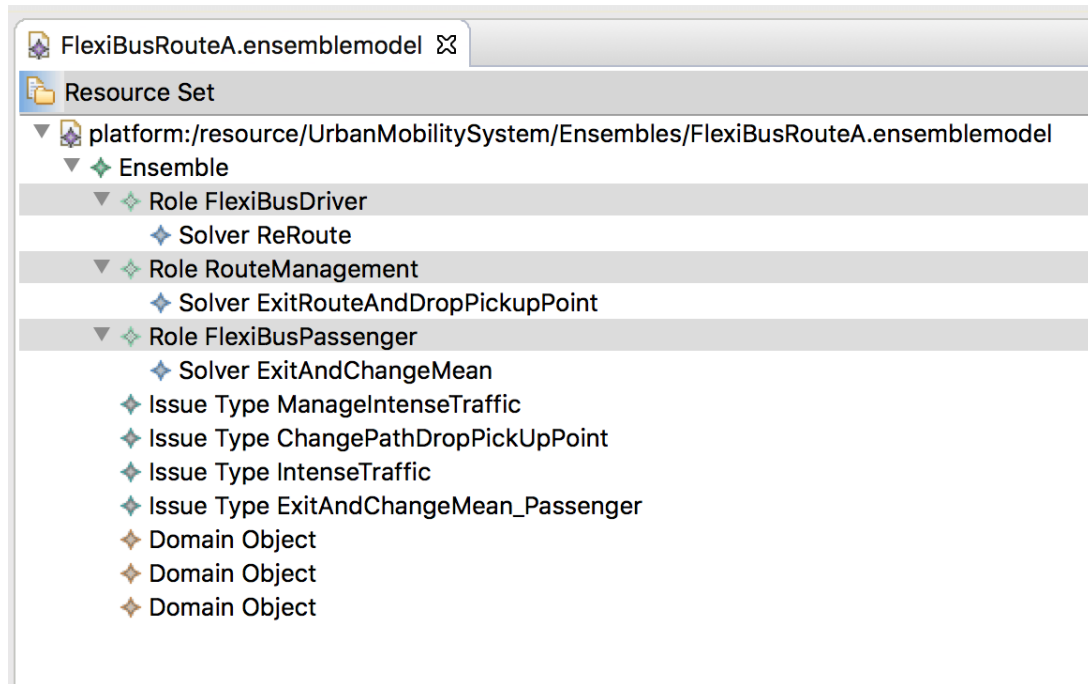 FlexiBusRouteA.ensemblemodel
Resource Set
platform:/resource/UrbanMobilitySystem/Ensembles/FlexiBusRouteA.ensemblemodel
Ensemble
Role FlexiBusDriver
Solver ReRoute
Role RouteManagement
Solver ExitRouteAndDropPickupPoint
Role FlexiBusPassenger
Solver ExitAndChangeMean
Issue Type ManageIntenseTraffic
Issue Type ChangePathDropPickUpPoint
Issue Type IntenseTraffic
Issue Type ExitAndChangeMean_Passenger
Domain Object
Domain Object
Domain Object